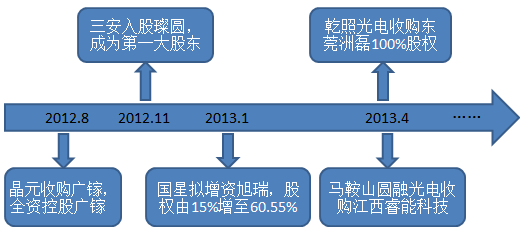 三安入股璨圆，
成为第一大股东
乾照光电收购东
莞洲磊100%股权
2012.8
2012.11
2013.1
2013.4
……
晶元收购广镓，
全资控股广镓
国星拟增资旭瑞，股
权由15%增至60.55%
马鞍山圆融光电收
购江西睿能科技